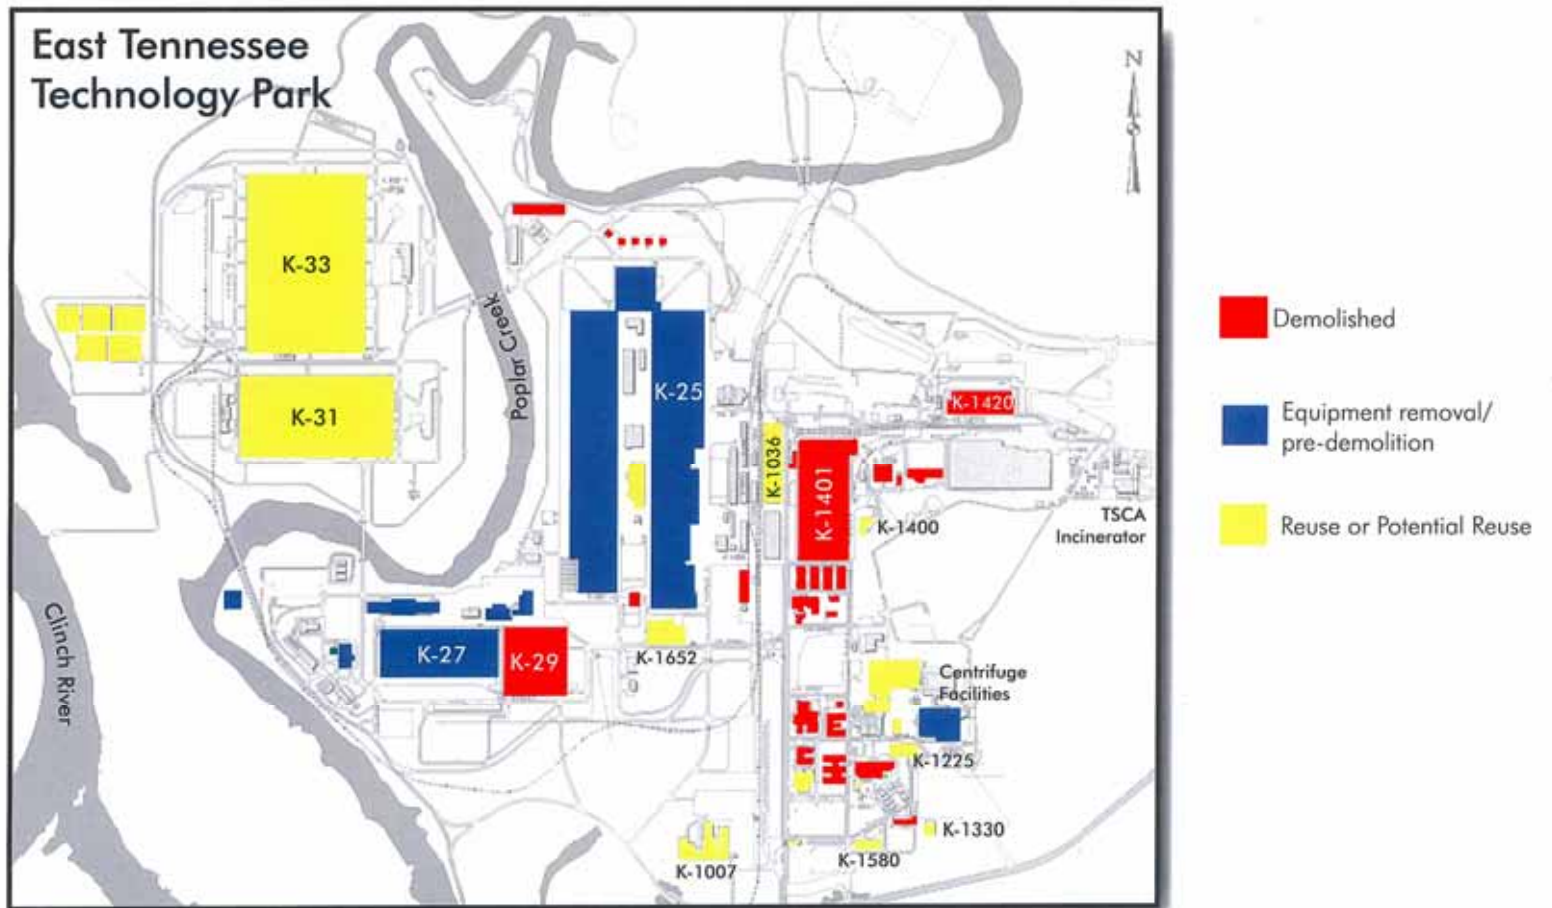 East Tennessee
Technology Park
N
S
K-33
K-31
Poplar Creek
K-25
K-1420
K-1036
K-1401
K-1400
TSCA
Incinerator
K-27
K-29
K-1652
Clinch River
Centrifuge
Facilities
K-1225
K-1330
K-1580
K-1007
Demolished
Equipment removal/
pre-demolition
Reuse or Potential Reuse